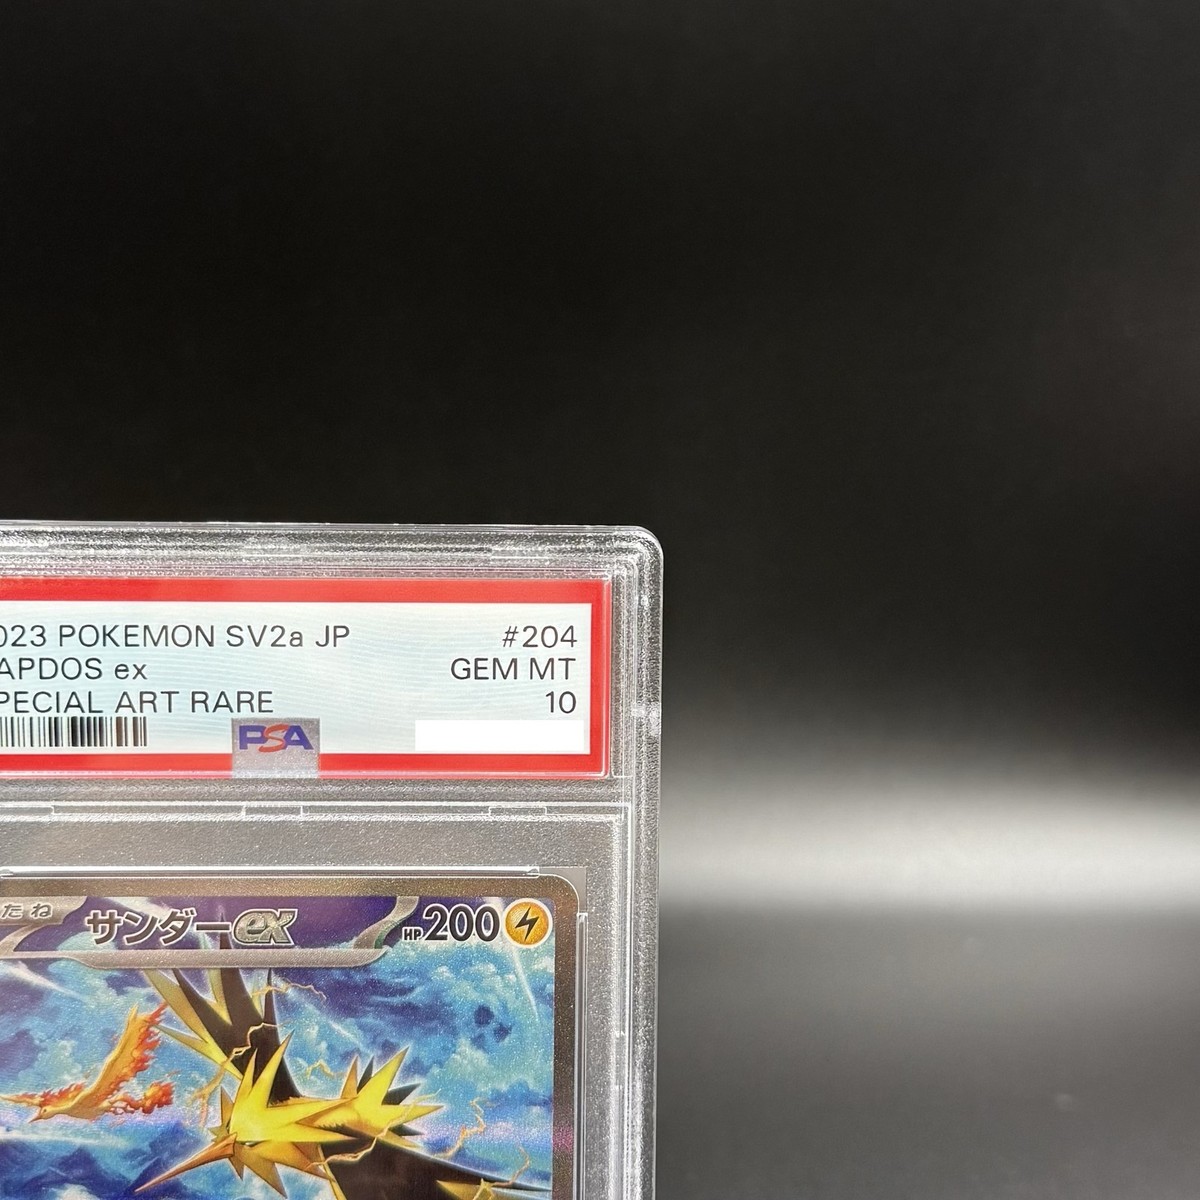 023 POKEMON SV2a JP #204
APDOS ex GEM MT
PECIAL ART RARE 10
PSA
たね サンダーex HP200